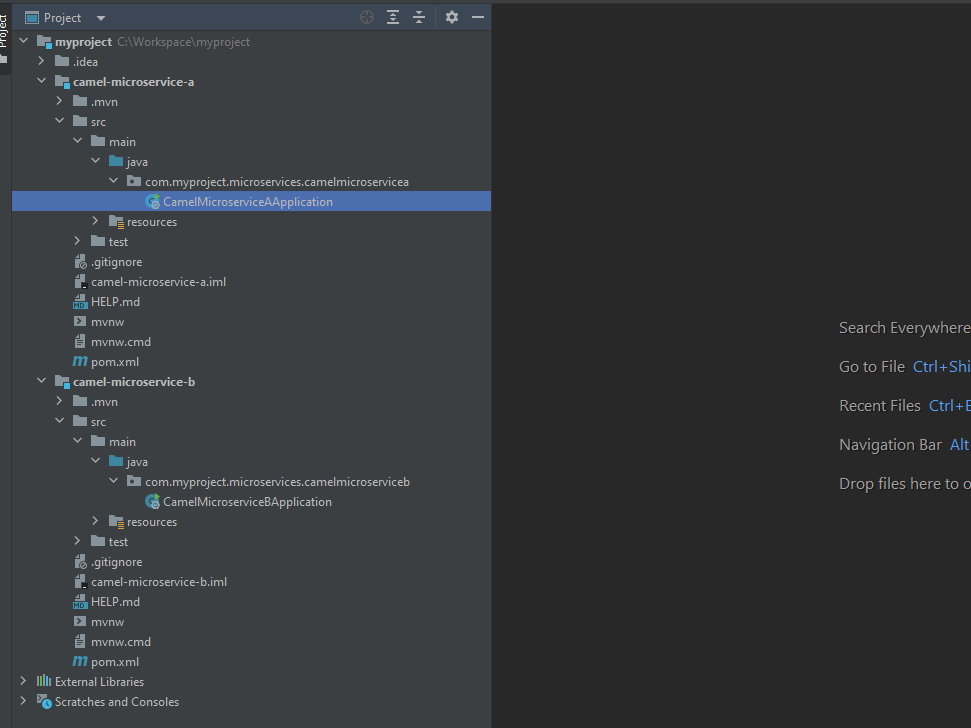 Project
Project
myproject C:\Workspace\myproject
.idea
camel-microservice-a
.mvn
src
main
java
com.myproject.microservices.camelmicroservicea
CamelMicroserviceAApplication
resources
test
.gitignore
camel-microservice-a.iml
HELP.md
mvnw
mvnw.cmd
pom.xml
camel-microservice-b
.mvn
src
main
java
com.myproject.microservices.camelmicroserviceb
CamelMicroserviceBApplication
resources
test
.gitignore
camel-microservice-b.iml
HELP.md
mvnw
mvnw.cmd
pom.xml
External Libraries
Scratches and Consoles
Search Everywhere
Go to File Ctrl+Shi
Recent Files Ctrl+E
Navigation Bar Alt
Drop files here to o